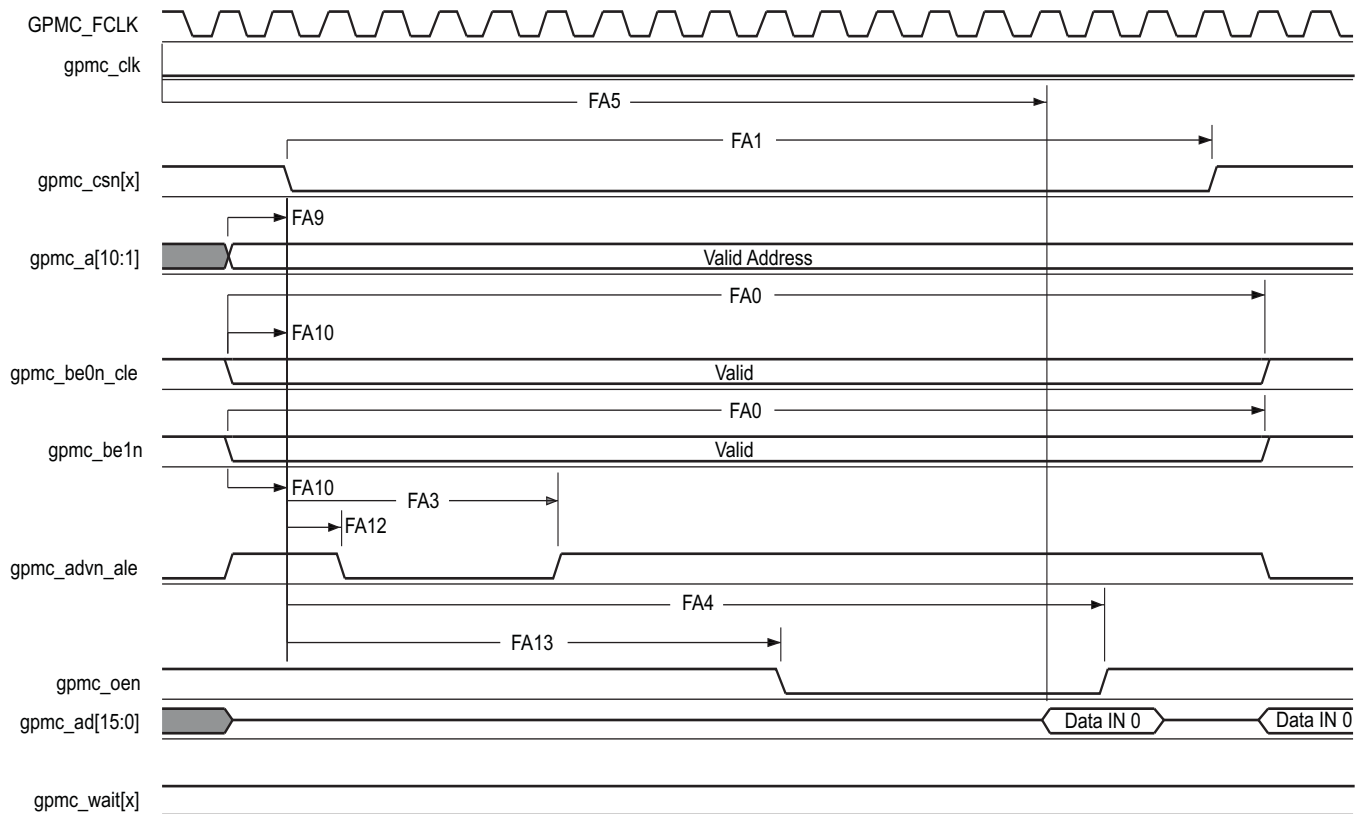 GPMC_FCLK
gpmc_clk
FA5
FA1
gpmc_csn[x]
FA9
gpmc_a[10:1]
Valid Address
FA0
FA10
gpmc_be0n_cle
Valid
FA0
gpmc_be1n
Valid
FA10
FA3
FA12
gpmc_advn_ale
FA4
FA13
gpmc_oen
gpmc_ad[15:0]
Data IN 0
Data IN 0
gpmc_wait[x]